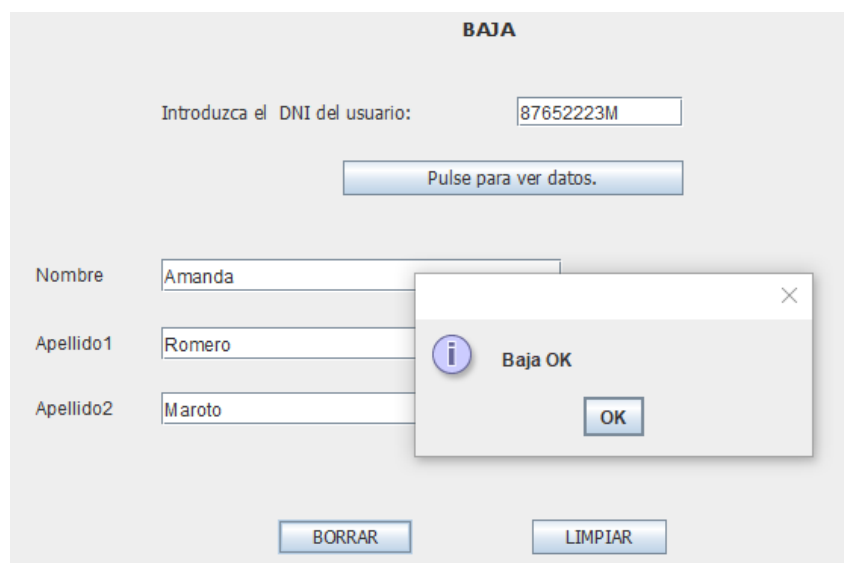 BAJA
Introduzca el DNI del usuario: 87652223M
Pulse para ver datos.
Nombre Amanda
Apellido1 Romero
Apellido2 Maroto
Baja OK
OK
BORRAR LIMPIAR